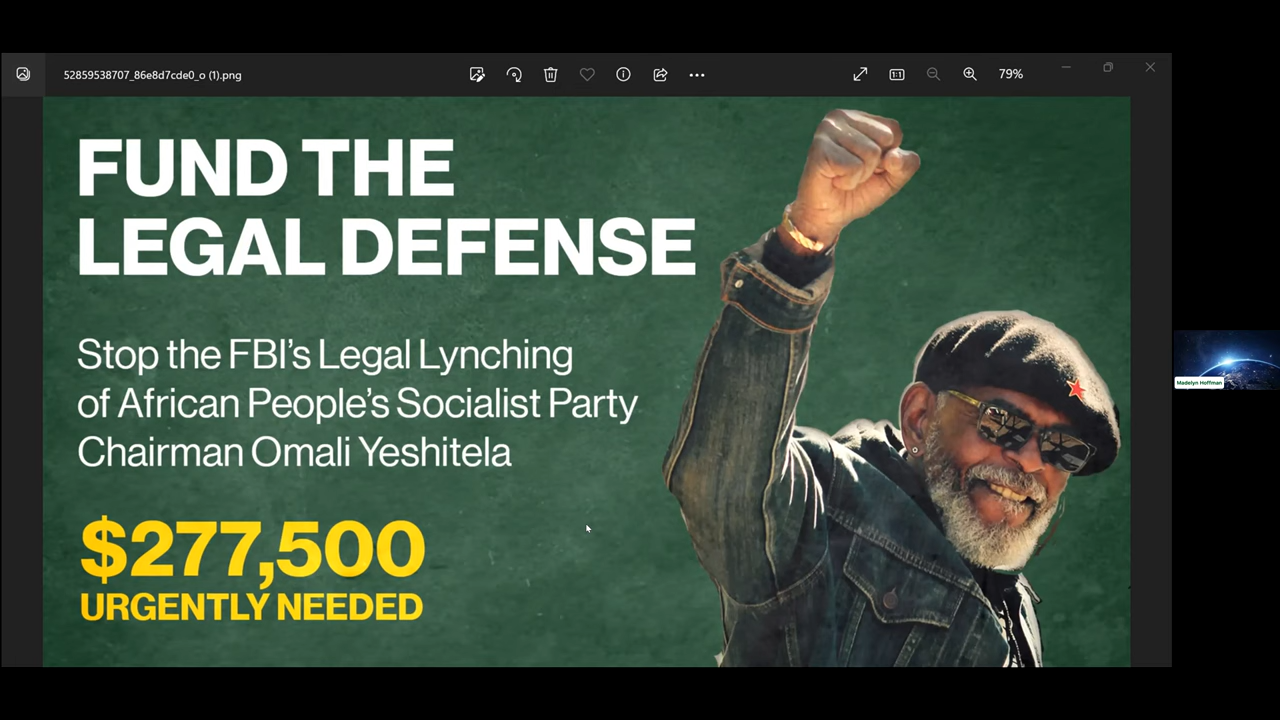 52859538707_86e8d7cde0_o (1).png
79%
FUND THE
LEGAL DEFENSE
Stop the FBI's Legal Lynching
of African People's Socialist Party
Chairman Omali Yeshitela
$277,500
URGENTLY NEEDED
Madelyn Hoffman